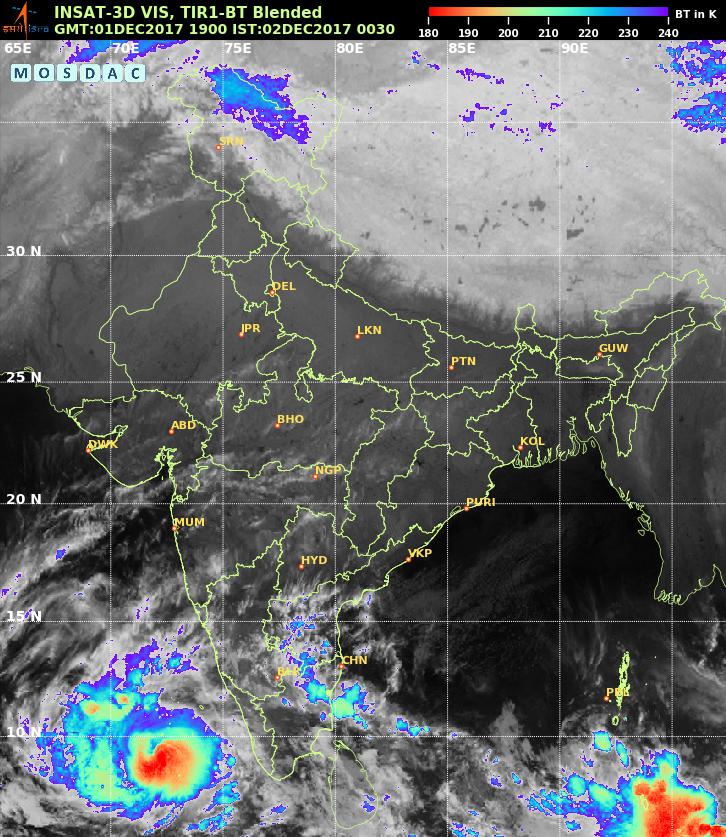 INSAT-3D VIS, TIR1-BT Blended
GMT:01DEC2017 1900 IST:02DEC2017 0030
BT in K
180 190 200 210 220 230 240
65E 70E 75E 80E 85E 90E
MOSDAC
SRN
30 N
DEL
JPR
LKN
GUW
PTN
25 N
BHO
ABD
DWK
KOL
NGP
20 N
PURI
MUM
VKP
HYD
15 N
CHN
10 N